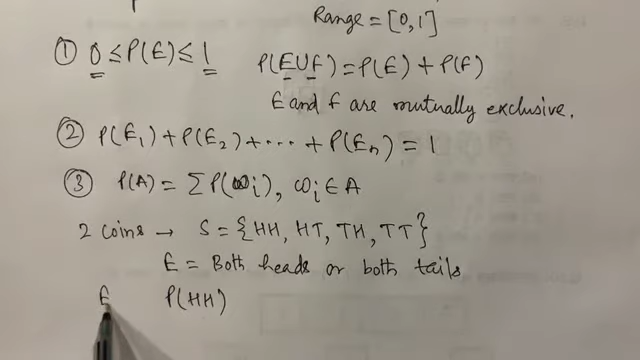 Range = [0,1]
① 0 ≤ P(E) ≤ 1 P(E∪F) = P(E) + P(F)
E and F are mutually exclusive.
② P(E₁) + P(E₂) + ... + P(Eₙ) = 1
③ P(A) = Σ P(ωᵢ), ωᵢ ∈ A
2 coins → S = {HH, HT, TH, TT}
E = Both heads or both tails
E P(HH)